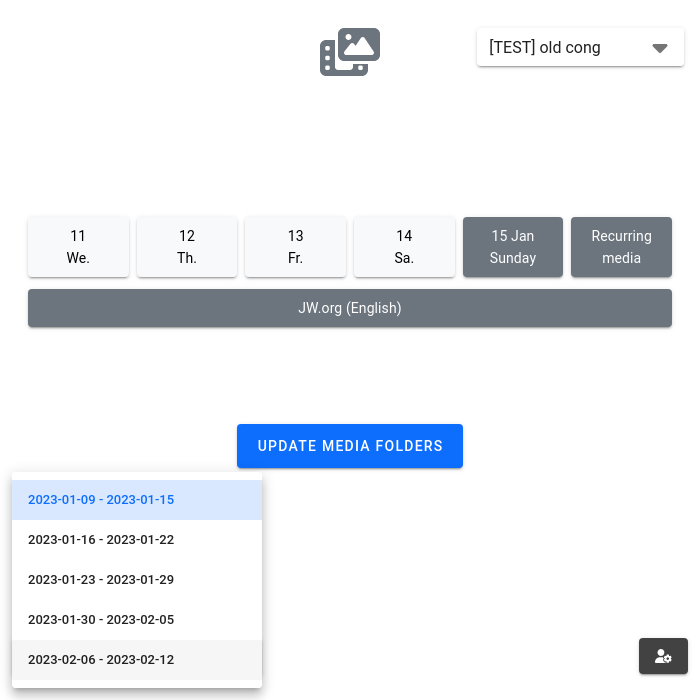 [TEST] old cong
11
We.
12
Th.
13
Fr.
14
Sa.
15 Jan
Sunday
Recurring
media
JW.org (English)
UPDATE MEDIA FOLDERS
2023-01-09 - 2023-01-15
2023-01-16 - 2023-01-22
2023-01-23 - 2023-01-29
2023-01-30 - 2023-02-05
2023-02-06 - 2023-02-12